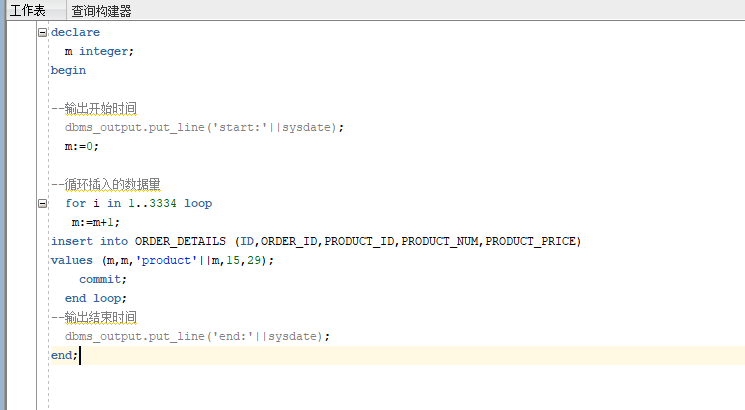 工作表 查询构建器
declare
m integer;
begin
--输出开始时间
dbms_output.put_line('start:'||sysdate);
m:=0;
--循环插入的数据量
for i in 1..3334 loop
m:=m+1;
insert into ORDER_DETAILS (ID,ORDER_ID,PRODUCT_ID,PRODUCT_NUM,PRODUCT_PRICE)
values (m,m,'product'||m,15,29);
commit;
end loop;
--输出结束时间
dbms_output.put_line('end:'||sysdate);
end;